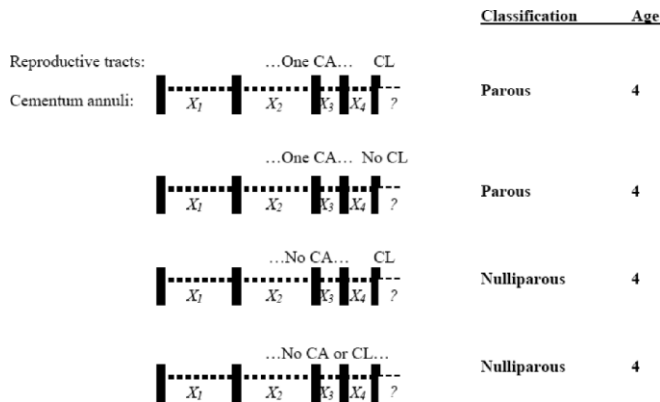 Classification Age
Reproductive tracts: …One CA… CL
Cementum annuli: X1 X2 X3 X4 ? Parous 4
…One CA… No CL
X1 X2 X3 X4 ? Parous 4
…No CA… CL
X1 X2 X3 X4 ? Nulliparous 4
…No CA or CL…
X1 X2 X3 X4 ? Nulliparous 4